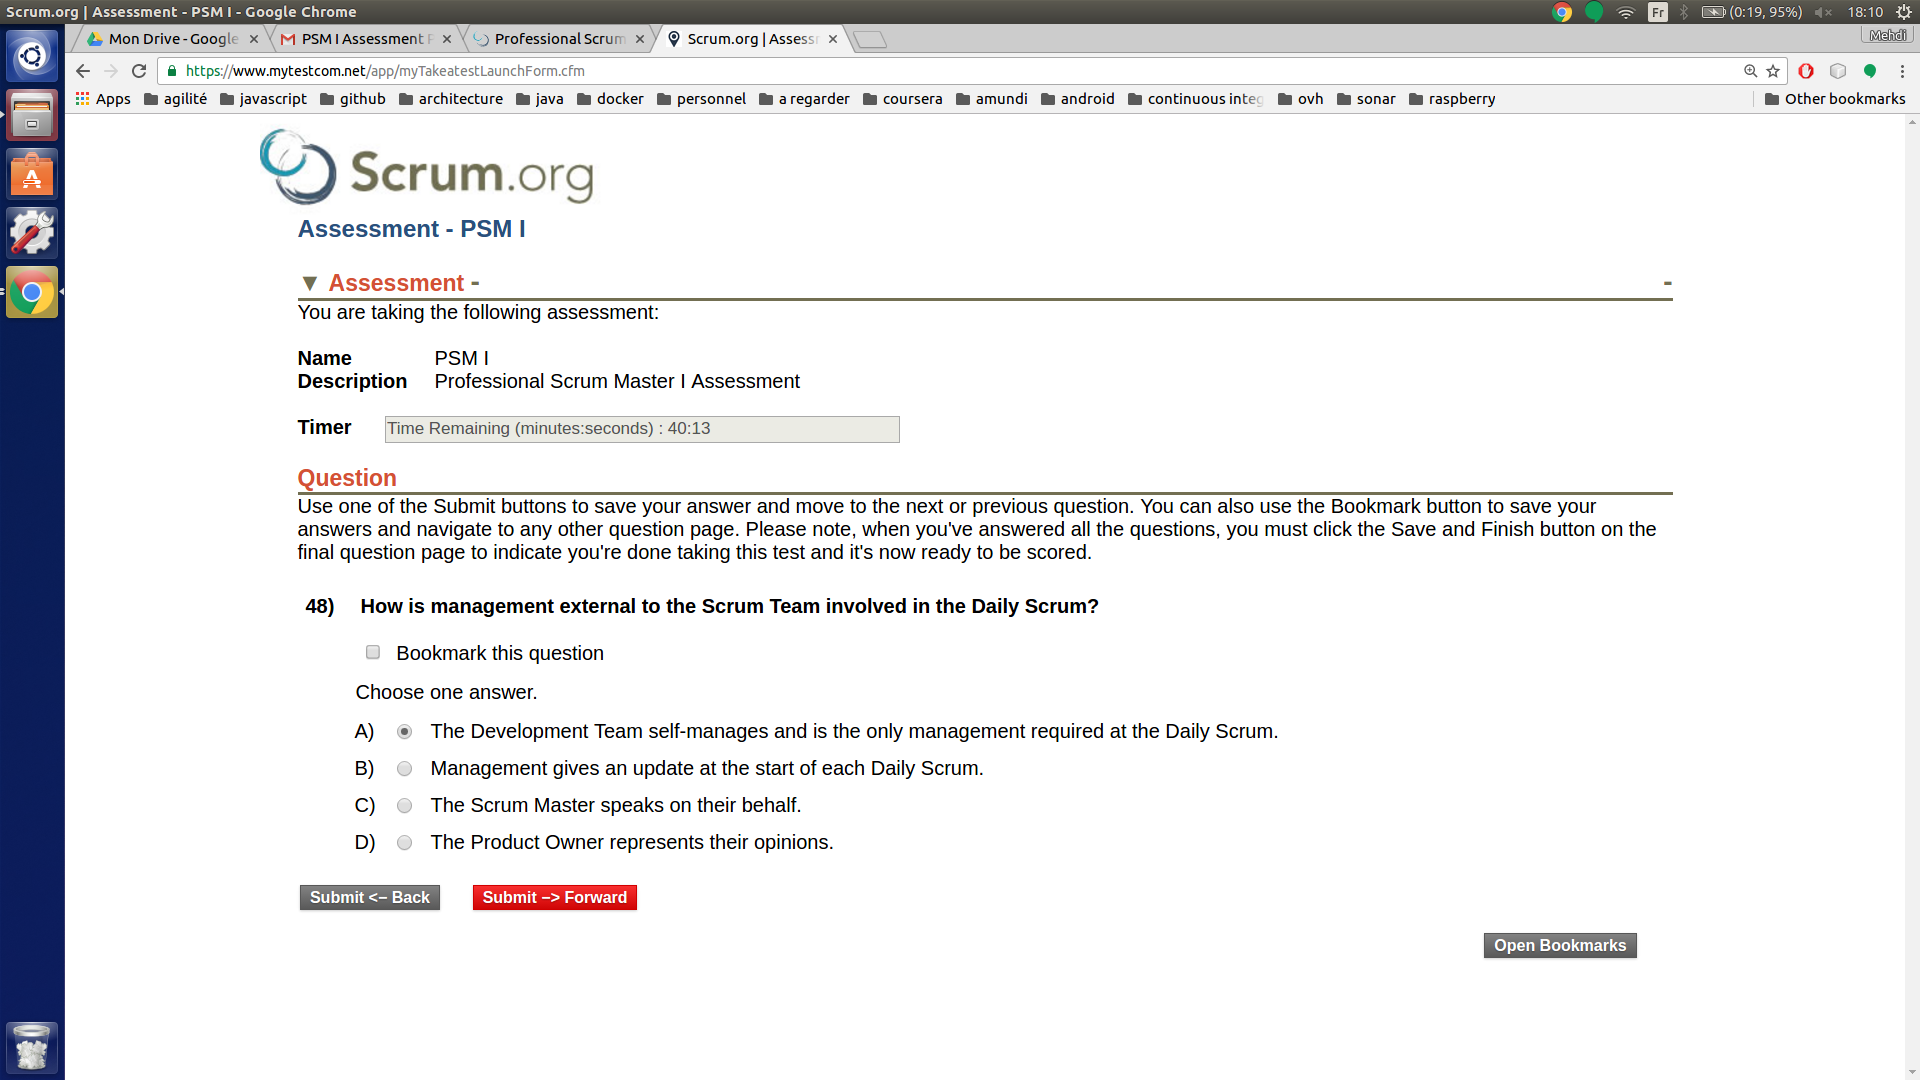 Scrum.org | Assessment - PSM I - Google Chrome
Fr
(0:19, 95%)
18:10
Mon Drive - Google
PSM I Assessment
Professional Scrum
Scrum.org | Assess
Mehdi
https://www.mytestcom.net/app/myTakeatestLaunchForm.cfm
Apps
agilité
javascript
github
architecture
java
docker
personnel
a regarder
coursera
amundi
android
continuous integ
ovh
sonar
raspberry
Other bookmarks
Scrum.org
Assessment - PSM I
▼ Assessment - -
You are taking the following assessment:
Name PSM I
Description Professional Scrum Master I Assessment
Timer Time Remaining (minutes:seconds) : 40:13
Question
Use one of the Submit buttons to save your answer and move to the next or previous question. You can also use the Bookmark button to save your
answers and navigate to any other question page. Please note, when you've answered all the questions, you must click the Save and Finish button on the
final question page to indicate you're done taking this test and it's now ready to be scored.
48) How is management external to the Scrum Team involved in the Daily Scrum?
Bookmark this question
Choose one answer.
A) The Development Team self-manages and is the only management required at the Daily Scrum.
B) Management gives an update at the start of each Daily Scrum.
C) The Scrum Master speaks on their behalf.
D) The Product Owner represents their opinions.
Submit <– Back Submit –> Forward
Open Bookmarks